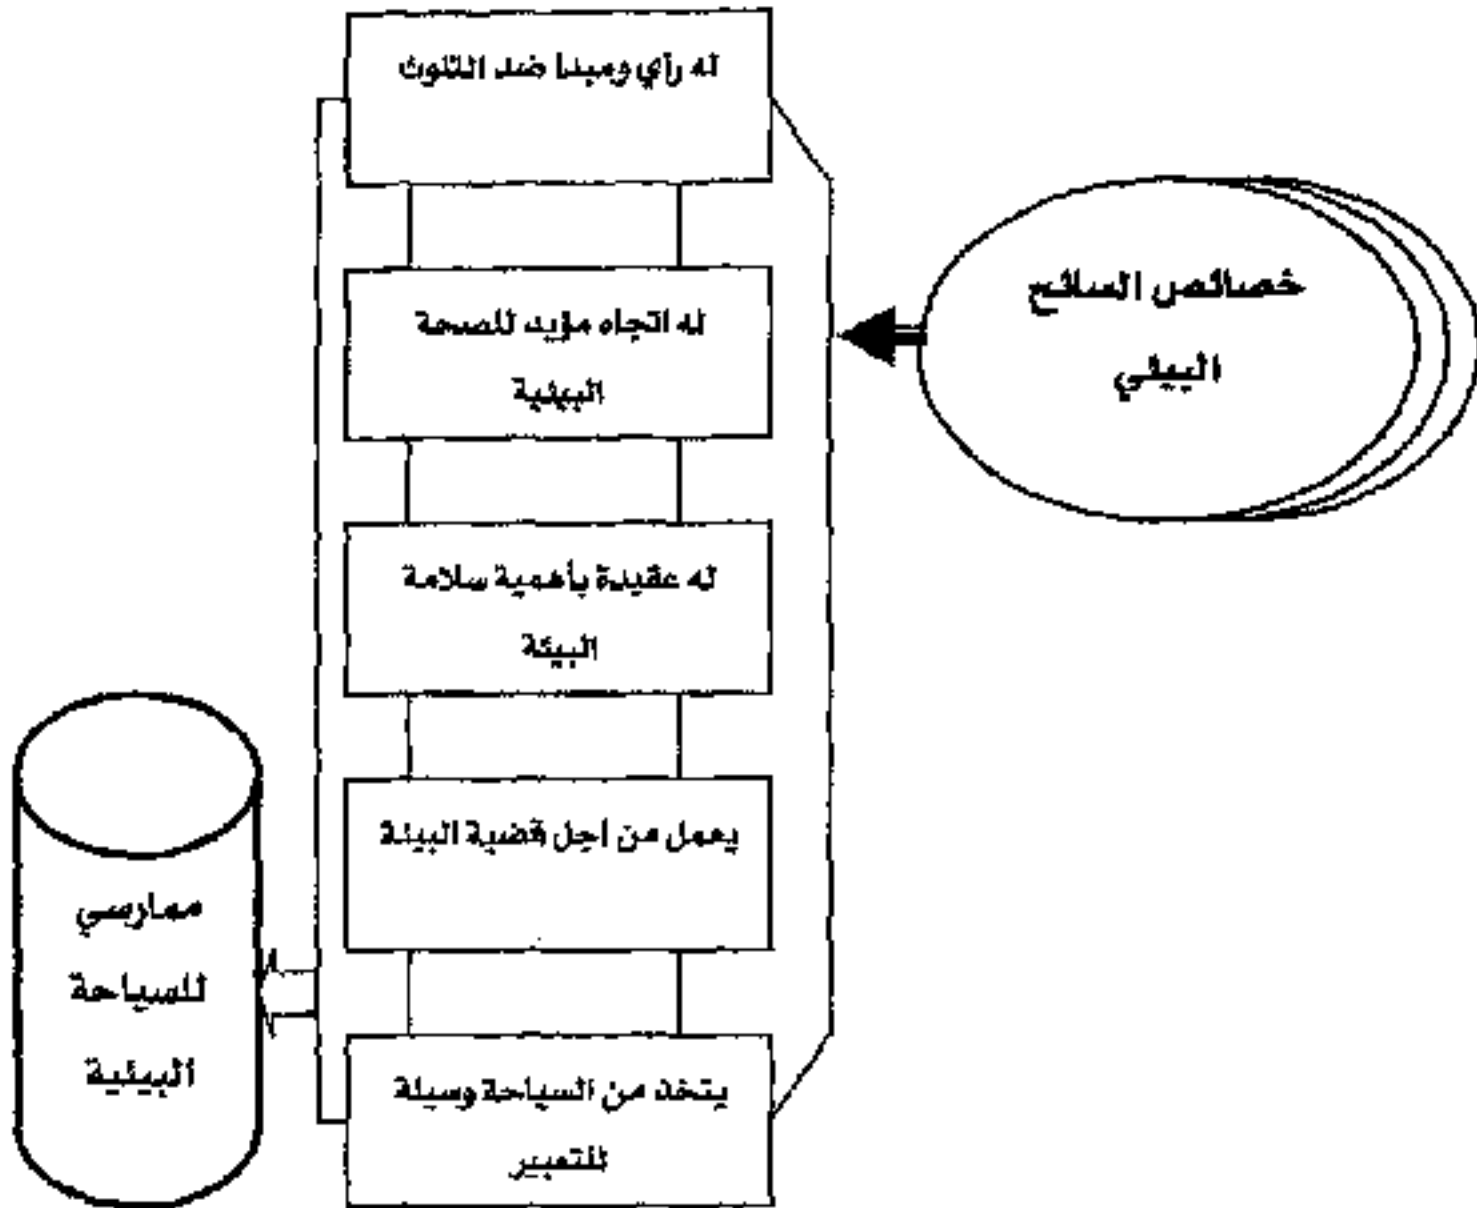 خصائص السائح
البيئي
له رأي ومبدا ضد التلوث
له اتجاه مؤيد للصحة
البيئية
له عقيدة بأهمية سلامة
البيئة
يعمل من اجل قضية البيئة
يتخذ من السياحة وسيلة
للتعبير
ممارسي
للسياحة
البيئية